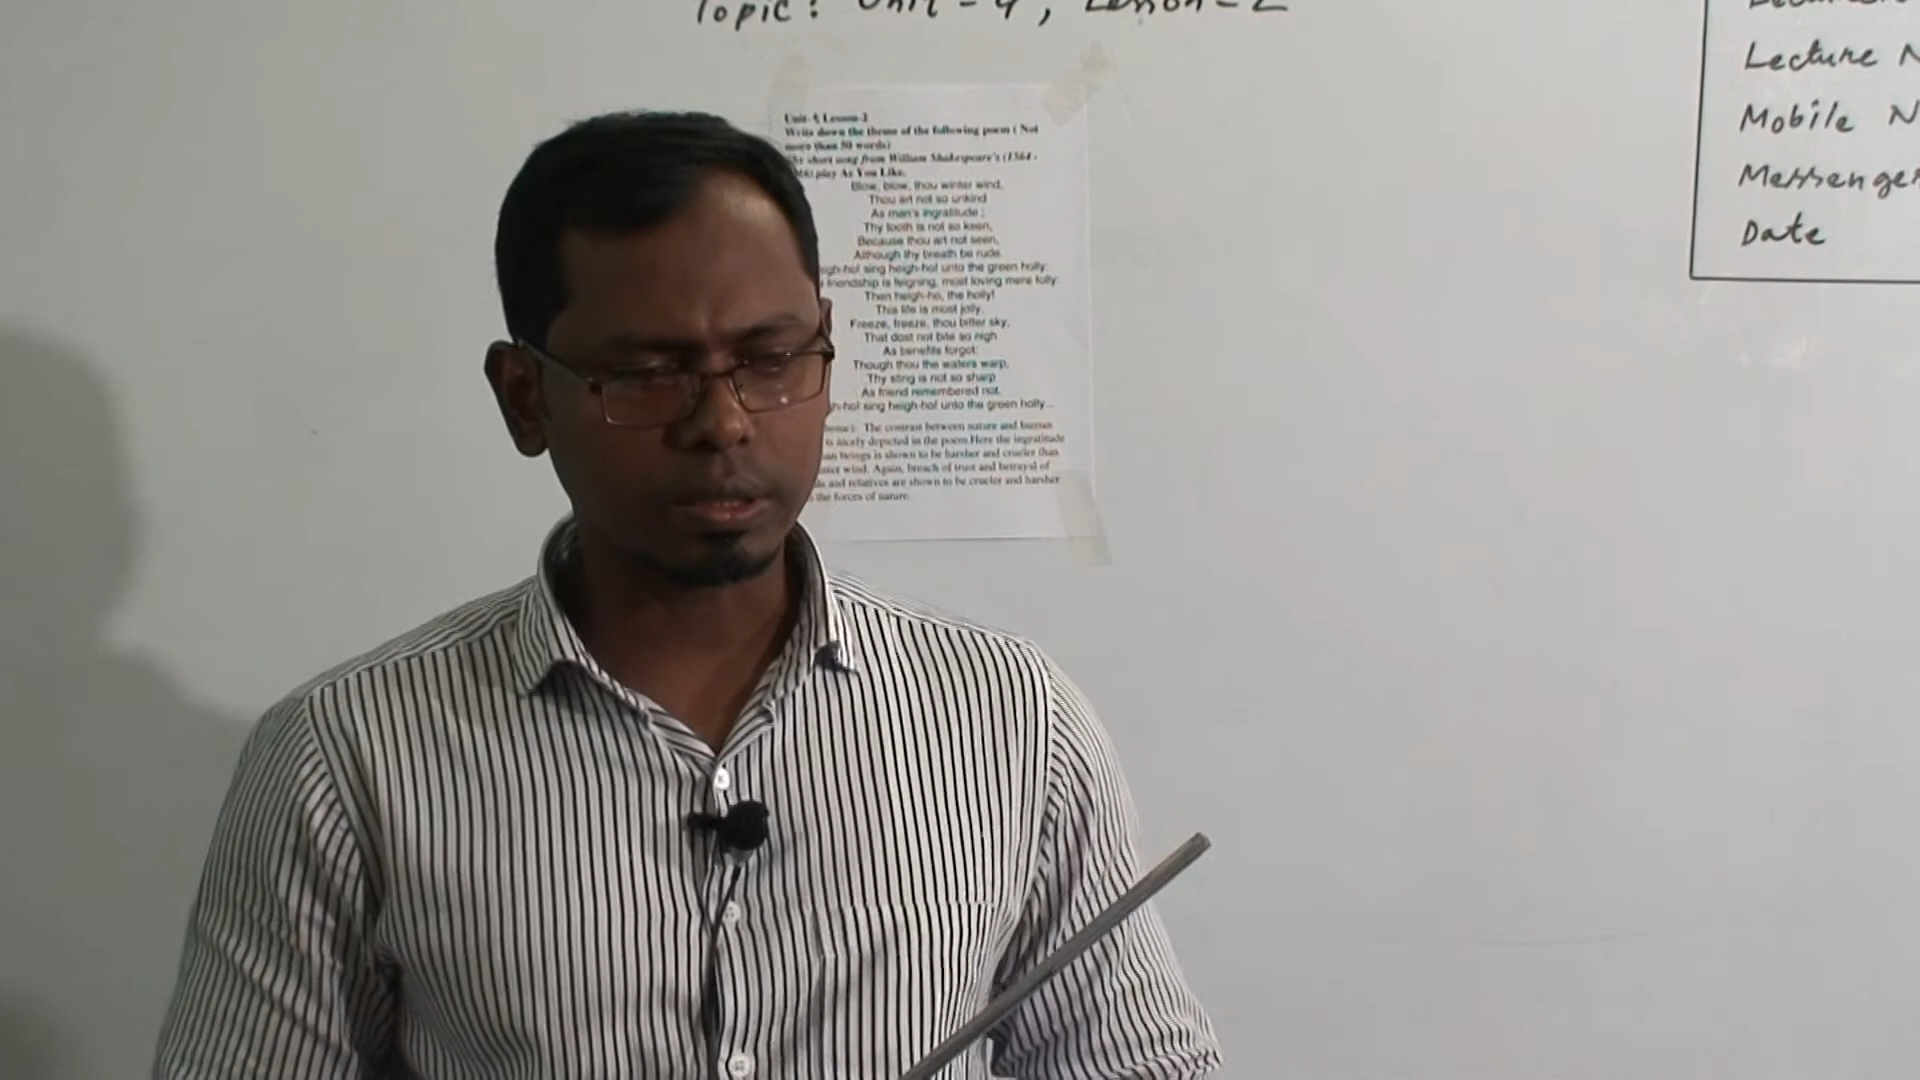 Topic: Unit - 4, Lesson - 2
Lecture N
Mobile N
Messenger
Date
Unit- 4, Lesson-2
Write down the theme of the following poem ( Not
more than 50 words)
short song from William Shakespeare's (1564 -
play As You Like.
Blow, blow, thou winter wind,
Thou art not so unkind
As man's ingratitude ;
Thy tooth is not so keen,
Because thou art not seen,
Although thy breath be rude.
igh-ho! sing heigh-ho! unto the green holly:
friendship is feigning, most loving mere folly:
Then heigh-ho, the holly!
This life is most jolly.
Freeze, freeze, thou bitter sky,
That dost not bite so nigh
As benefits forgot:
Though thou the waters warp,
Thy sting is not so sharp
As friend remembered not.
h-ho! sing heigh-ho! unto the green holly...
The contrast between nature and human
is nicely depicted in the poem.Here the ingratitude
an beings is shown to be harsher and crueler than
wind. Again, breach of trust and betrayal of
and relatives are shown to be crueler and harsher
the forces of nature.